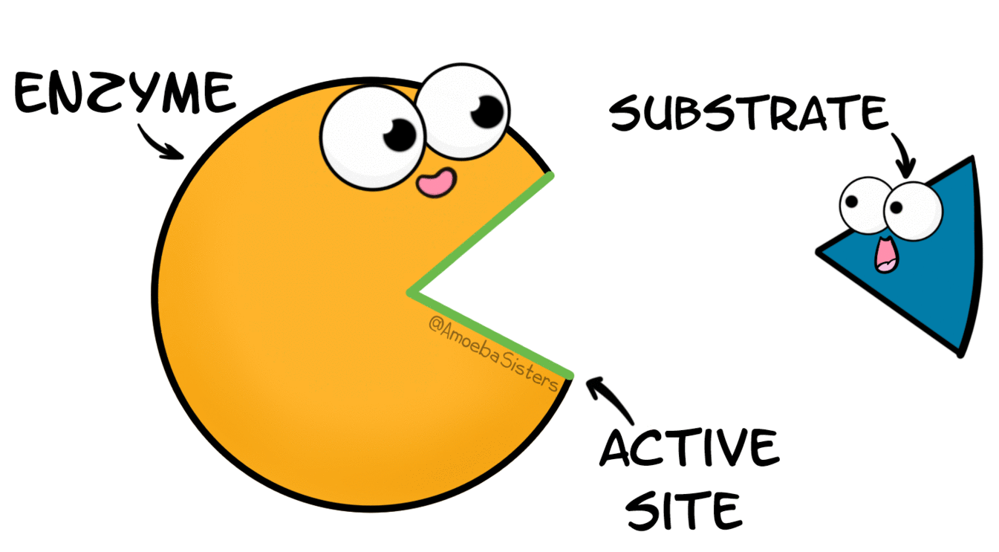 ENZYME
SUBSTRATE
@AmoebaSisters
ACTIVE
SITE